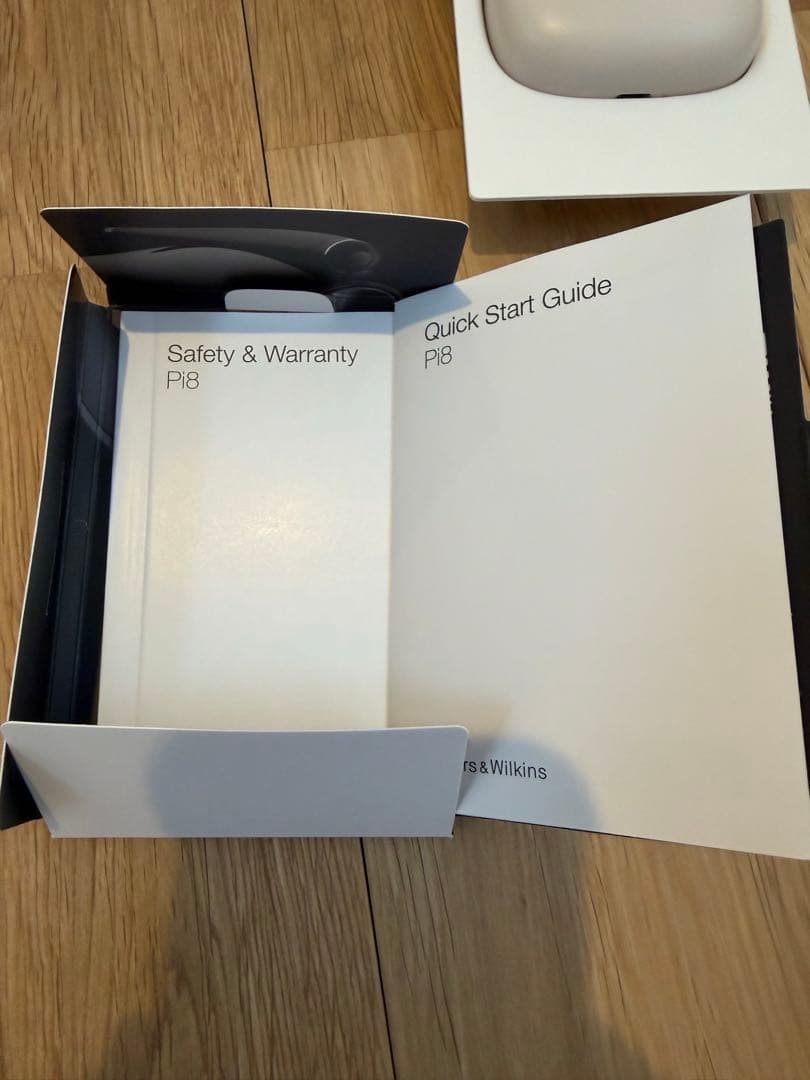 Safety & Warranty
Pi8
Quick Start Guide
Pi8
rs & Wilkins